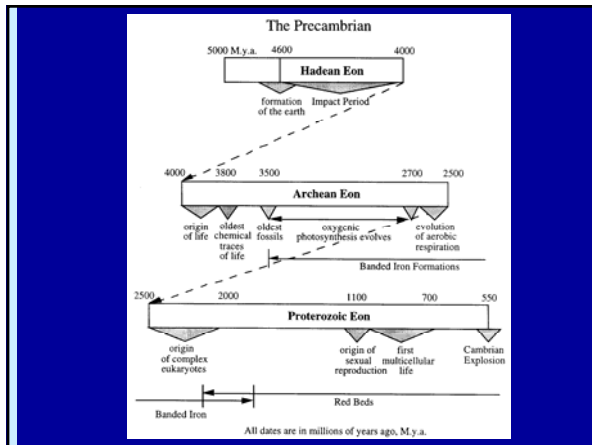 The Precambrian
5000 M.y.a. 4600 4000
Hadean Eon
formation Impact Period
of the earth
4000 3800 3500 2700 2500
Archean Eon
origin oldest oldest oxygenic evolution
of life chemical fossils photosynthesis evolves of aerobic
traces respiration
of life
Banded Iron Formations
2500 2000 1100 700 550
Proterozoic Eon
origin origin of first Cambrian
of complex sexual multicellular Explosion
eukaryotes reproduction life
Red Beds
Banded Iron
All dates are in millions of years ago, M.y.a.